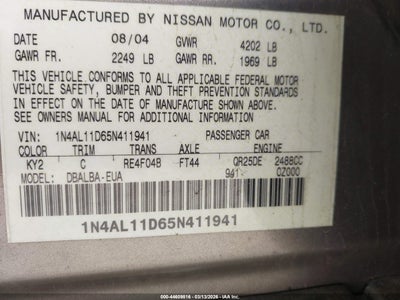 MANUFACTURED BY NISSAN MOTOR CO., LTD.
DATE 08/04 GVWR 4202 LB
GAWR FR. 2249 LB GAWR RR. 1969 LB
THIS VEHICLE CONFORMS TO ALL APPLICABLE FEDERAL MOTOR
VEHICLE SAFETY, BUMPER AND THEFT PREVENTION STANDARDS
IN EFFECT ON THE DATE OF MANUFACTURE SHOWN ABOVE.
SEE OWNERS MANUAL FOR ADDITIONAL INFORMATION
VIN: 1N4AL11D65N411941 PASSENGER CAR
COLOR TRIM TRANS AXLE ENGINE
KY2 C RE4F04B FT44 QR25DE 2488CC
MODEL: DBALBA-EUA 941 CZ000
1N4AL11D65N411941
000-44609816 - 03/13/2026 - IAA, Inc.